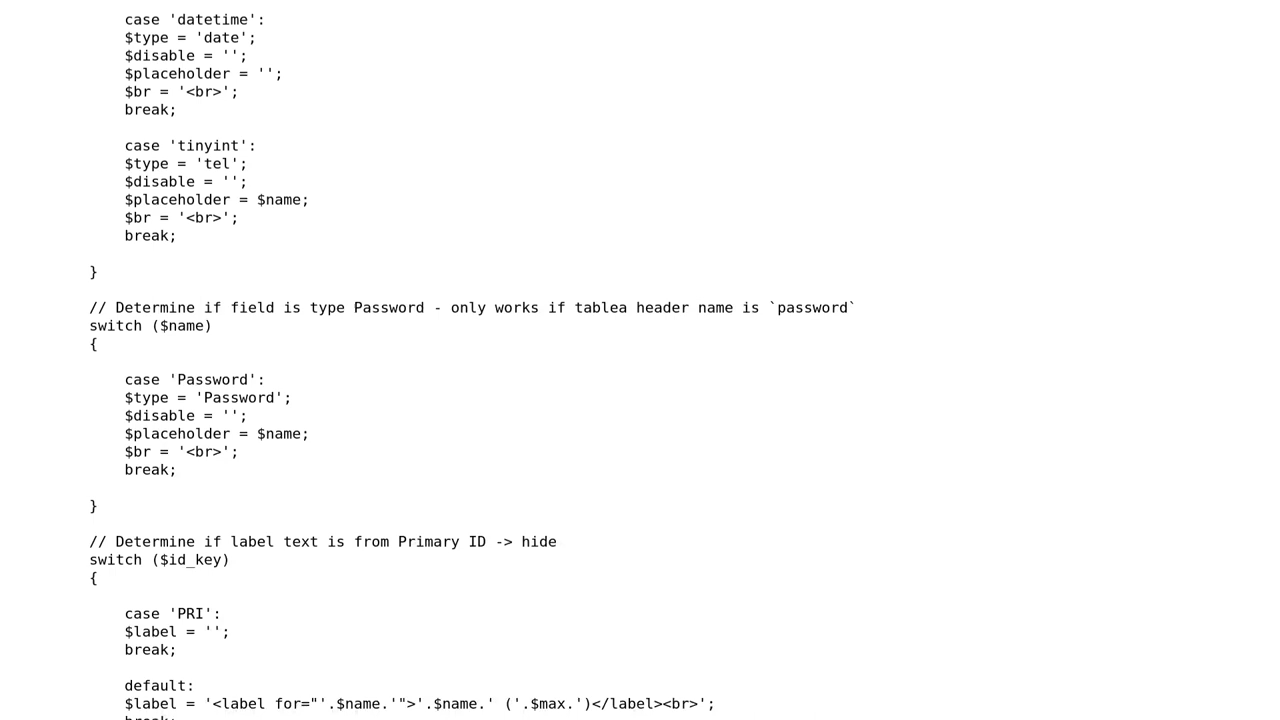 case 'datetime':
$type = 'date';
$disable = '';
$placeholder = '';
$br = '<br>';
break;
case 'tinyint':
$type = 'tel';
$disable = '';
$placeholder = $name;
$br = '<br>';
break;
}
// Determine if field is type Password - only works if tablea header name is `password`
switch ($name)
{
case 'Password':
$type = 'Password';
$disable = '';
$placeholder = $name;
$br = '<br>';
break;
}
// Determine if label text is from Primary ID -> hide
switch ($id_key)
{
case 'PRI':
$label = '';
break;
default:
$label = '<label for="'.$name.'">'.$name.' ('.$max.')</label><br>';
break;